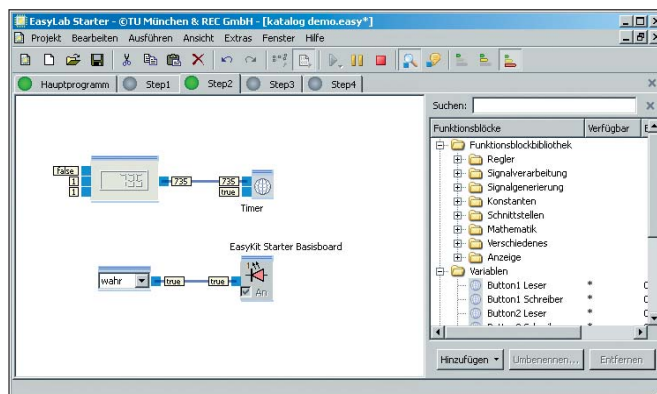 EasyLab Starter - ©TU München & REC GmbH - [katalog demo.easy*]
Projekt Bearbeiten Ausführen Ansicht Extras Fenster Hilfe
Hauptprogramm Step1 Step2 Step3 Step4
Suchen:
Funktionsblöcke Verfügbar
Funktionsblockbibliothek
Regler
Signalverarbeitung
Signalgenerierung
Konstanten
Schnittstellen
Mathematik
Verschiedenes
Anzeige
Variablen
Button1 Leser *
Button1 Schreiber *
Button2 Leser *
Hinzufügen Umbenennen... Entfernen
false
1
1
735
735
735
true
Timer
EasyKit Starter Basisboard
wahr
true
true
1
An